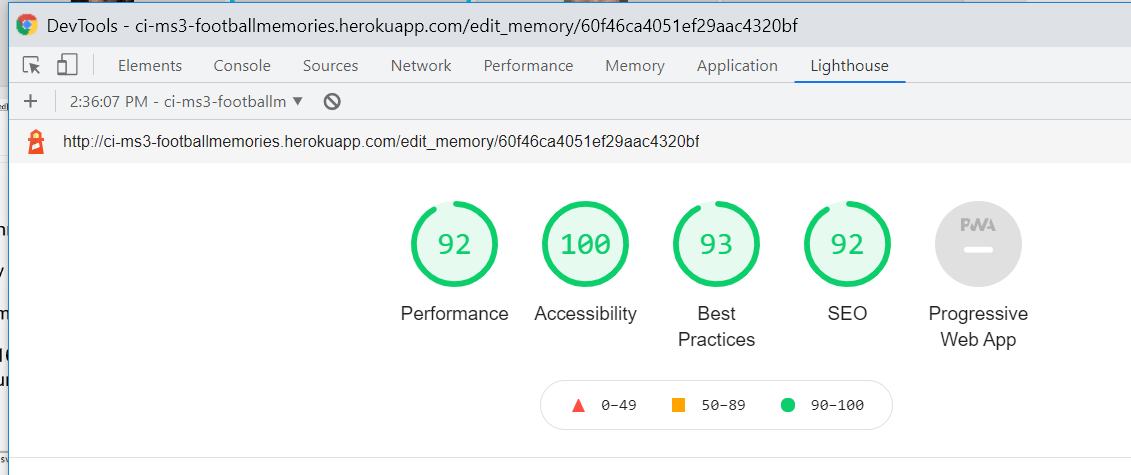 DevTools - ci-ms3-footballmemories.herokuapp.com/edit_memory/60f46ca4051ef29aac4320bf
Elements Console Sources Network Performance Memory Application Lighthouse
+ 2:36:07 PM - ci-ms3-footballm ▼
http://ci-ms3-footballmemories.herokuapp.com/edit_memory/60f46ca4051ef29aac4320bf
92 100 93 92 PWA
Performance Accessibility Best Practices SEO Progressive Web App
0–49 50–89 90–100